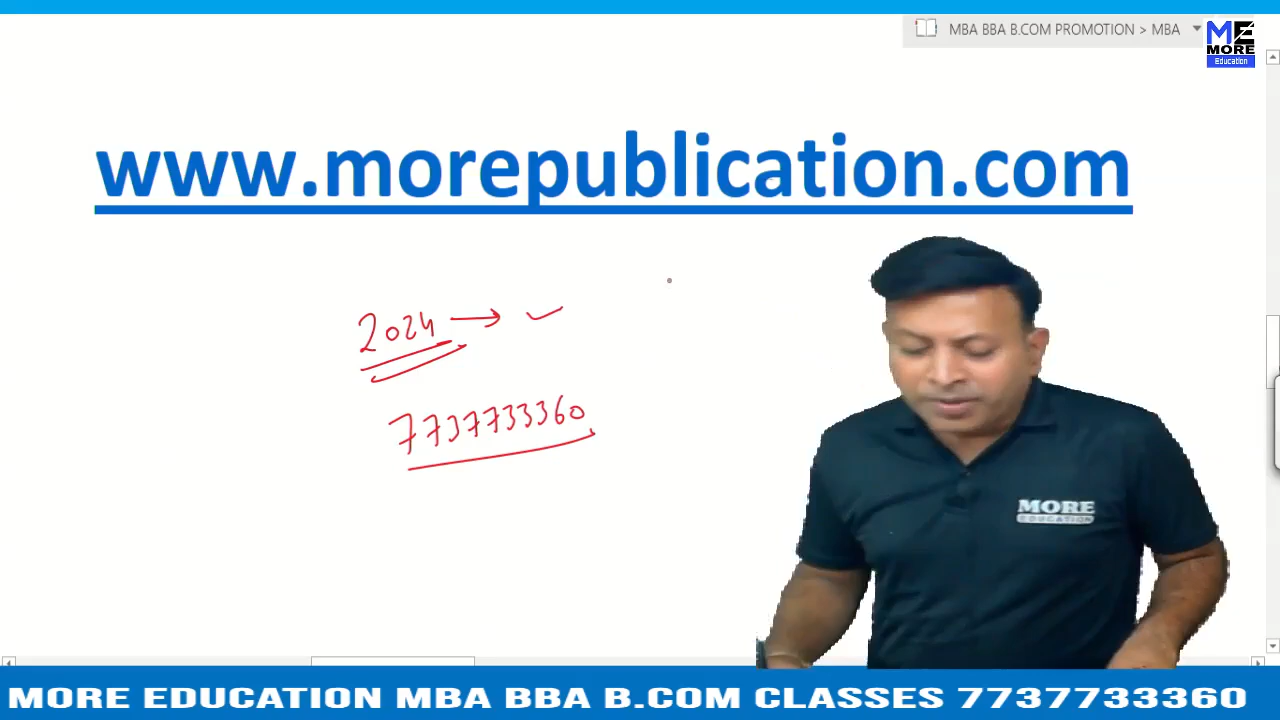 MBA BBA B.COM PROMOTION > MBA
ME
MORE
Education
www.morepublication.com
2024 → ✓
7737733360
MORE
EDUCATION
MORE EDUCATION MBA BBA B.COM CLASSES 7737733360